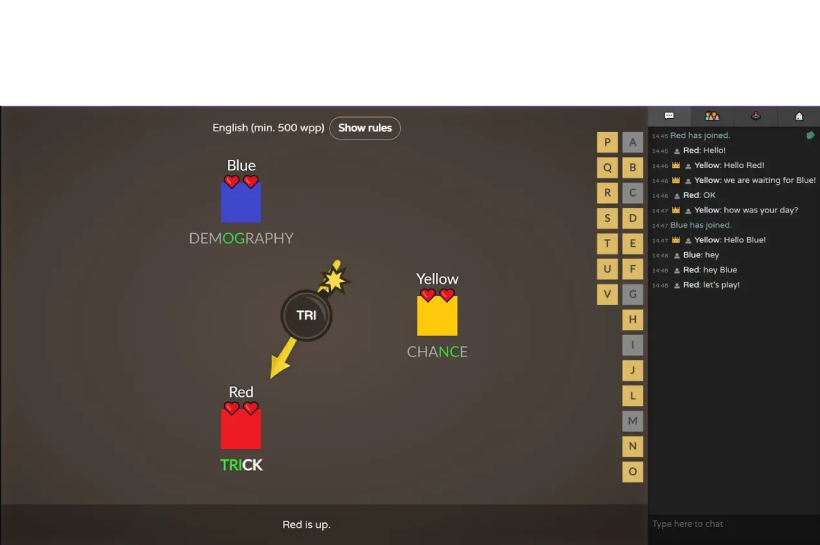 English (min. 500 wpp) Show rules
Blue
DEMOGRAPHY
TRI
Yellow
CHANCE
Red
TRICK
Red is up.
P A
Q B
R C
S D
T E
U F
V G
H
I
J
L
M
N
O
14:45 Red has joined.
14:45 Red: Hello!
14:46 Yellow: Hello Red!
14:46 Yellow: we are waiting for Blue!
14:46 Red: OK
14:47 Yellow: how was your day?
14:47 Blue has joined.
14:47 Yellow: Hello Blue!
14:48 Blue: hey
14:48 Red: hey Blue
14:48 Red: let's play!
Type here to chat